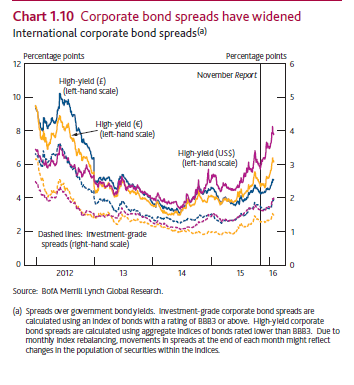 Chart 1.10 Corporate bond spreads have widened
International corporate bond spreads(a)
Percentage points Percentage points
12 6
10 5
8 4
6 3
4 2
2 1
0 0
November Report
High-yield (£)
(left-hand scale)
High-yield (€)
(left-hand scale)
High-yield (US$)
(left-hand scale)
Dashed lines: Investment-grade
spreads (right-hand scale)
2012 13 14 15 16
Source: BofA Merrill Lynch Global Research.
(a) Spreads over government bond yields. Investment-grade corporate bond spreads are
calculated using an index of bonds with a rating of BBB3 or above. High-yield corporate
bond spreads are calculated using aggregate indices of bonds rated lower than BBB3. Due to
monthly index rebalancing, movements in spreads at the end of each month might reflect
changes in the population of securities within the indices.